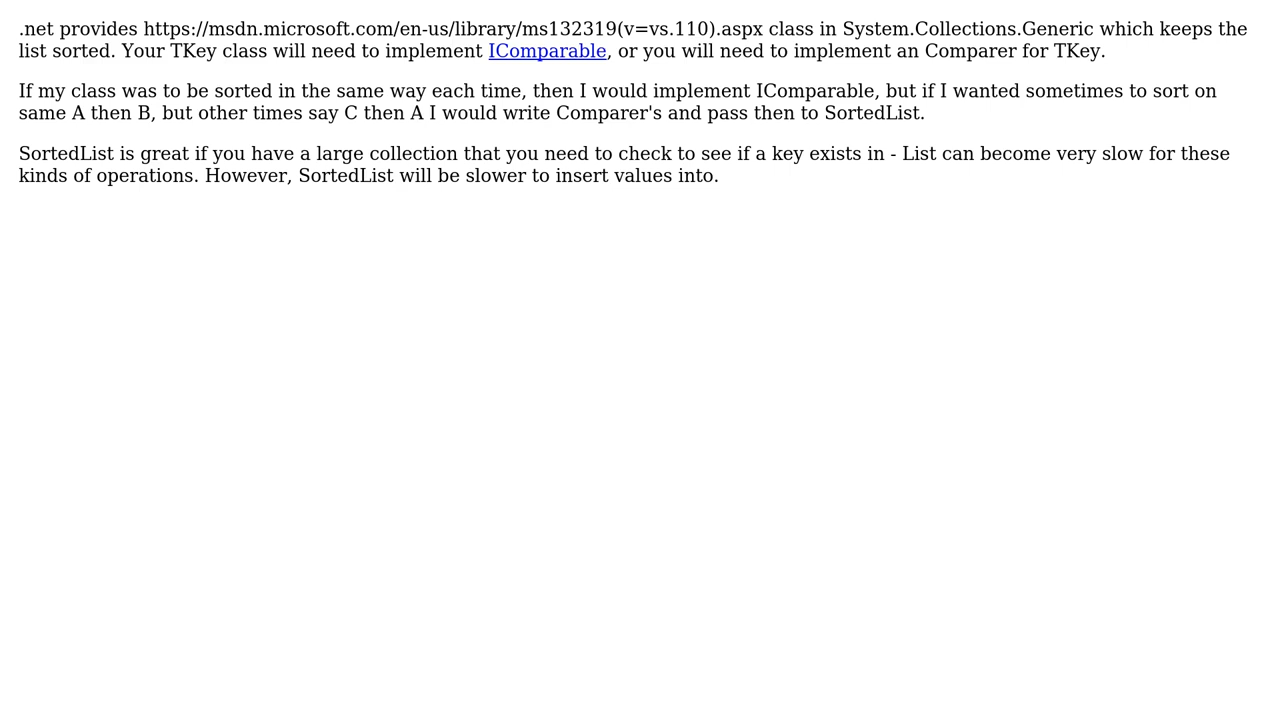 .net provides https://msdn.microsoft.com/en-us/library/ms132319(v=vs.110).aspx class in System.Collections.Generic which keeps the
list sorted. Your TKey class will need to implement IComparable, or you will need to implement an Comparer for TKey.
If my class was to be sorted in the same way each time, then I would implement IComparable, but if I wanted sometimes to sort on
same A then B, but other times say C then A I would write Comparer's and pass then to SortedList.
SortedList is great if you have a large collection that you need to check to see if a key exists in - List can become very slow for these
kinds of operations. However, SortedList will be slower to insert values into.